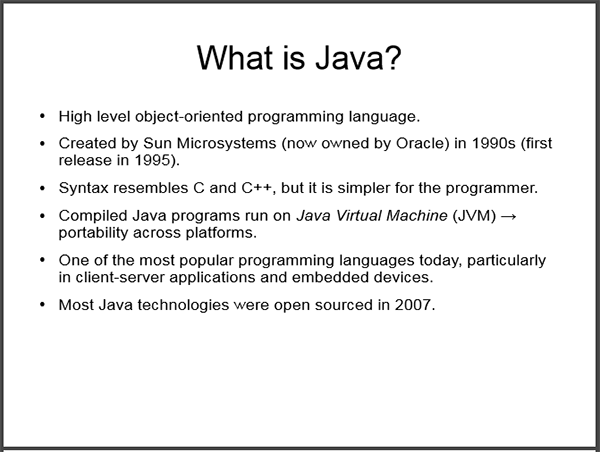 What is Java?
• High level object-oriented programming language.
• Created by Sun Microsystems (now owned by Oracle) in 1990s (first
release in 1995).
• Syntax resembles C and C++, but it is simpler for the programmer.
• Compiled Java programs run on Java Virtual Machine (JVM) →
portability across platforms.
• One of the most popular programming languages today, particularly
in client-server applications and embedded devices.
• Most Java technologies were open sourced in 2007.